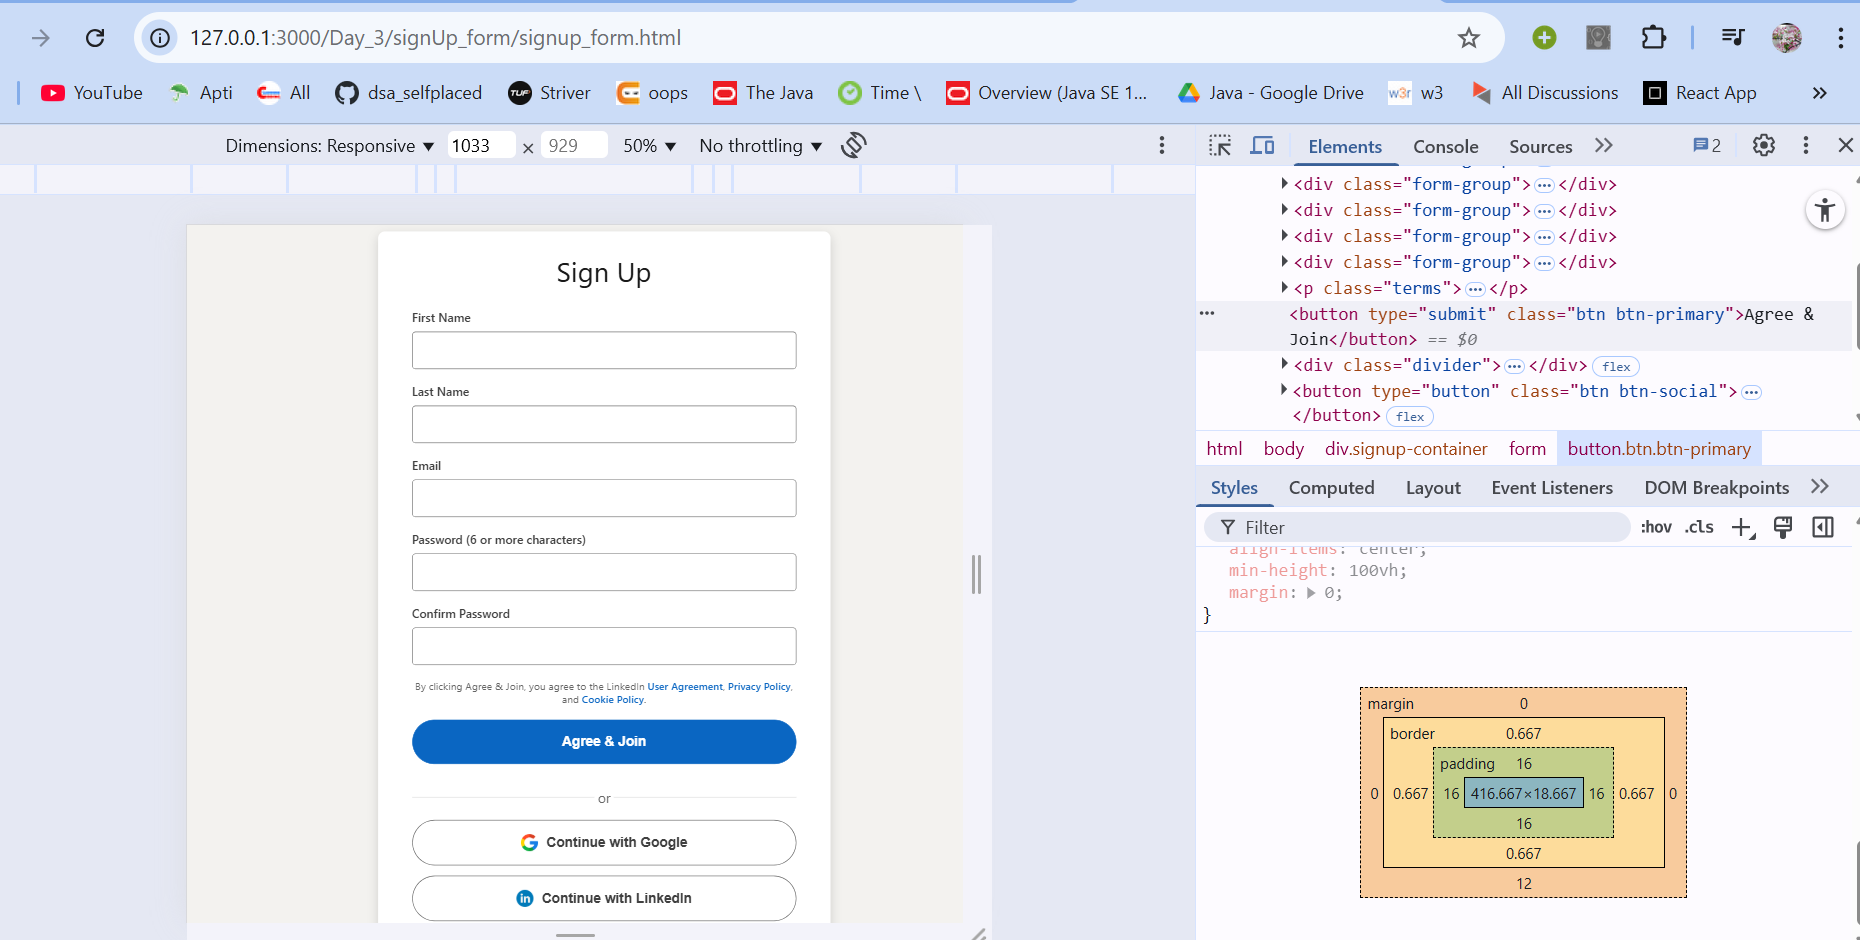 127.0.0.1:3000/Day_3/signUp_form/signup_form.html
YouTube Apti All dsa_selfplaced Striver oops The Java Time \ Overview (Java SE 1... Java - Google Drive w3 All Discussions React App »
Dimensions: Responsive ▼ 1033 × 929 50% ▼ No throttling ▼
Elements Console Sources » 2
Sign Up
First Name
Last Name
Email
Password (6 or more characters)
Confirm Password
By clicking Agree & Join, you agree to the LinkedIn User Agreement, Privacy Policy,
and Cookie Policy.
Agree & Join
or
Continue with Google
Continue with LinkedIn
<div class="form-group">…</div>
<div class="form-group">…</div>
<div class="form-group">…</div>
<div class="form-group">…</div>
<p class="terms">…</p>
<button type="submit" class="btn btn-primary">Agree &
Join</button> == $0
<div class="divider">…</div> flex
<button type="button" class="btn btn-social">…
</button> flex
html body div.signup-container form button.btn.btn-primary
Styles Computed Layout Event Listeners DOM Breakpoints »
Filter :hov .cls
align-items: center;
min-height: 100vh;
margin: ▶ 0;
}
margin 0
border 0.667
padding 16
0 0.667 16 416.667×18.667 16 0.667 0
16
0.667
12